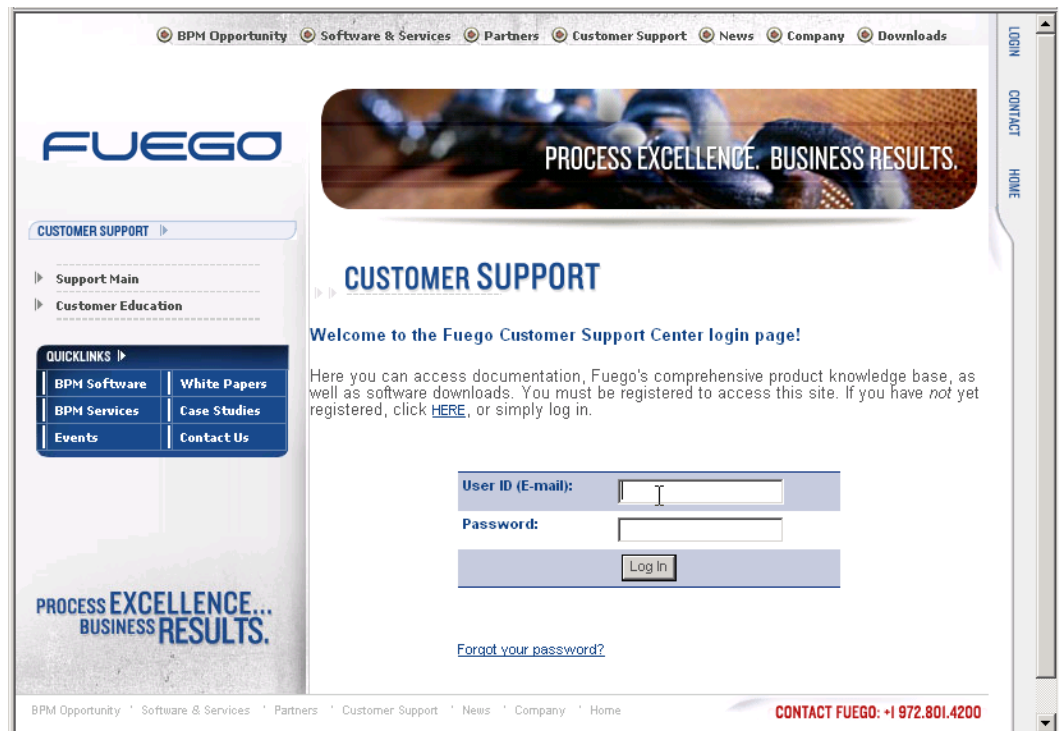 BPM Opportunity Software & Services Partners Customer Support News Company Downloads
LOGIN
CONTACT
HOME
FUEGO
PROCESS EXCELLENCE. BUSINESS RESULTS.
CUSTOMER SUPPORT
Support Main
Customer Education
QUICKLINKS
BPM Software White Papers
BPM Services Case Studies
Events Contact Us
PROCESS EXCELLENCE...
BUSINESS RESULTS.
CUSTOMER SUPPORT
Welcome to the Fuego Customer Support Center login page!
Here you can access documentation, Fuego's comprehensive product knowledge base, as
well as software downloads. You must be registered to access this site. If you have not yet
registered, click HERE, or simply log in.
User ID (E-mail):
Password:
Log In
Forgot your password?
BPM Opportunity ' Software & Services ' Partners ' Customer Support ' News ' Company ' Home
CONTACT FUEGO: +1 972.801.4200